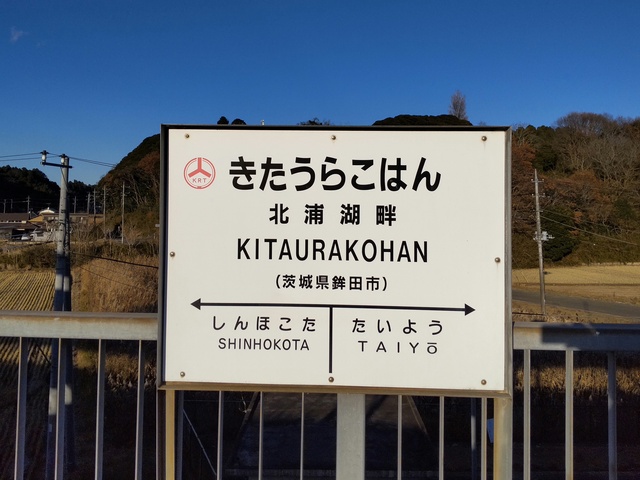 KRT
きたうらこはん
北浦湖畔
KITAURAKOHAN
(茨城県鉾田市)
しんほこた
SHINHOKOTA
たいよう
TAIYō